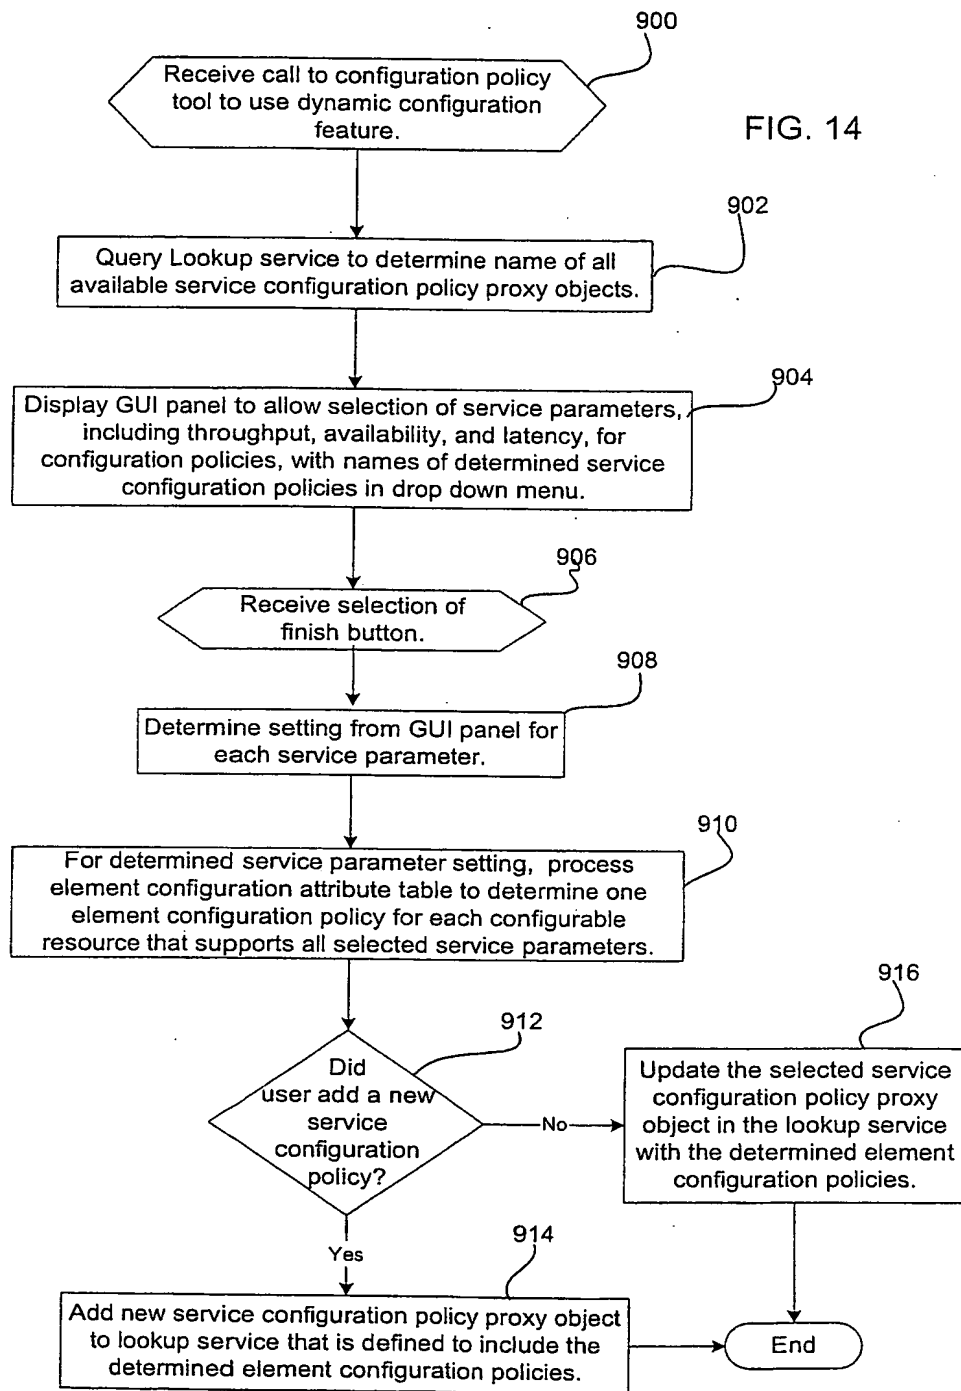 900
Receive call to configuration policy
tool to use dynamic configuration
feature.
FIG. 14
902
Query Lookup service to determine name of all
available service configuration policy proxy objects.
904
Display GUI panel to allow selection of service parameters,
including throughput, availability, and latency, for
configuration policies, with names of determined service
configuration policies in drop down menu.
906
Receive selection of
finish button.
908
Determine setting from GUI panel for
each service parameter.
910
For determined service parameter setting, process
element configuration attribute table to determine one
element configuration policy for each configurable
resource that supports all selected service parameters.
912
Did
user add a new
service
configuration
policy?
No
916
Update the selected service
configuration policy proxy
object in the lookup service
with the determined element
configuration policies.
Yes
914
Add new service configuration policy proxy object
to lookup service that is defined to include the
determined element configuration policies.
End